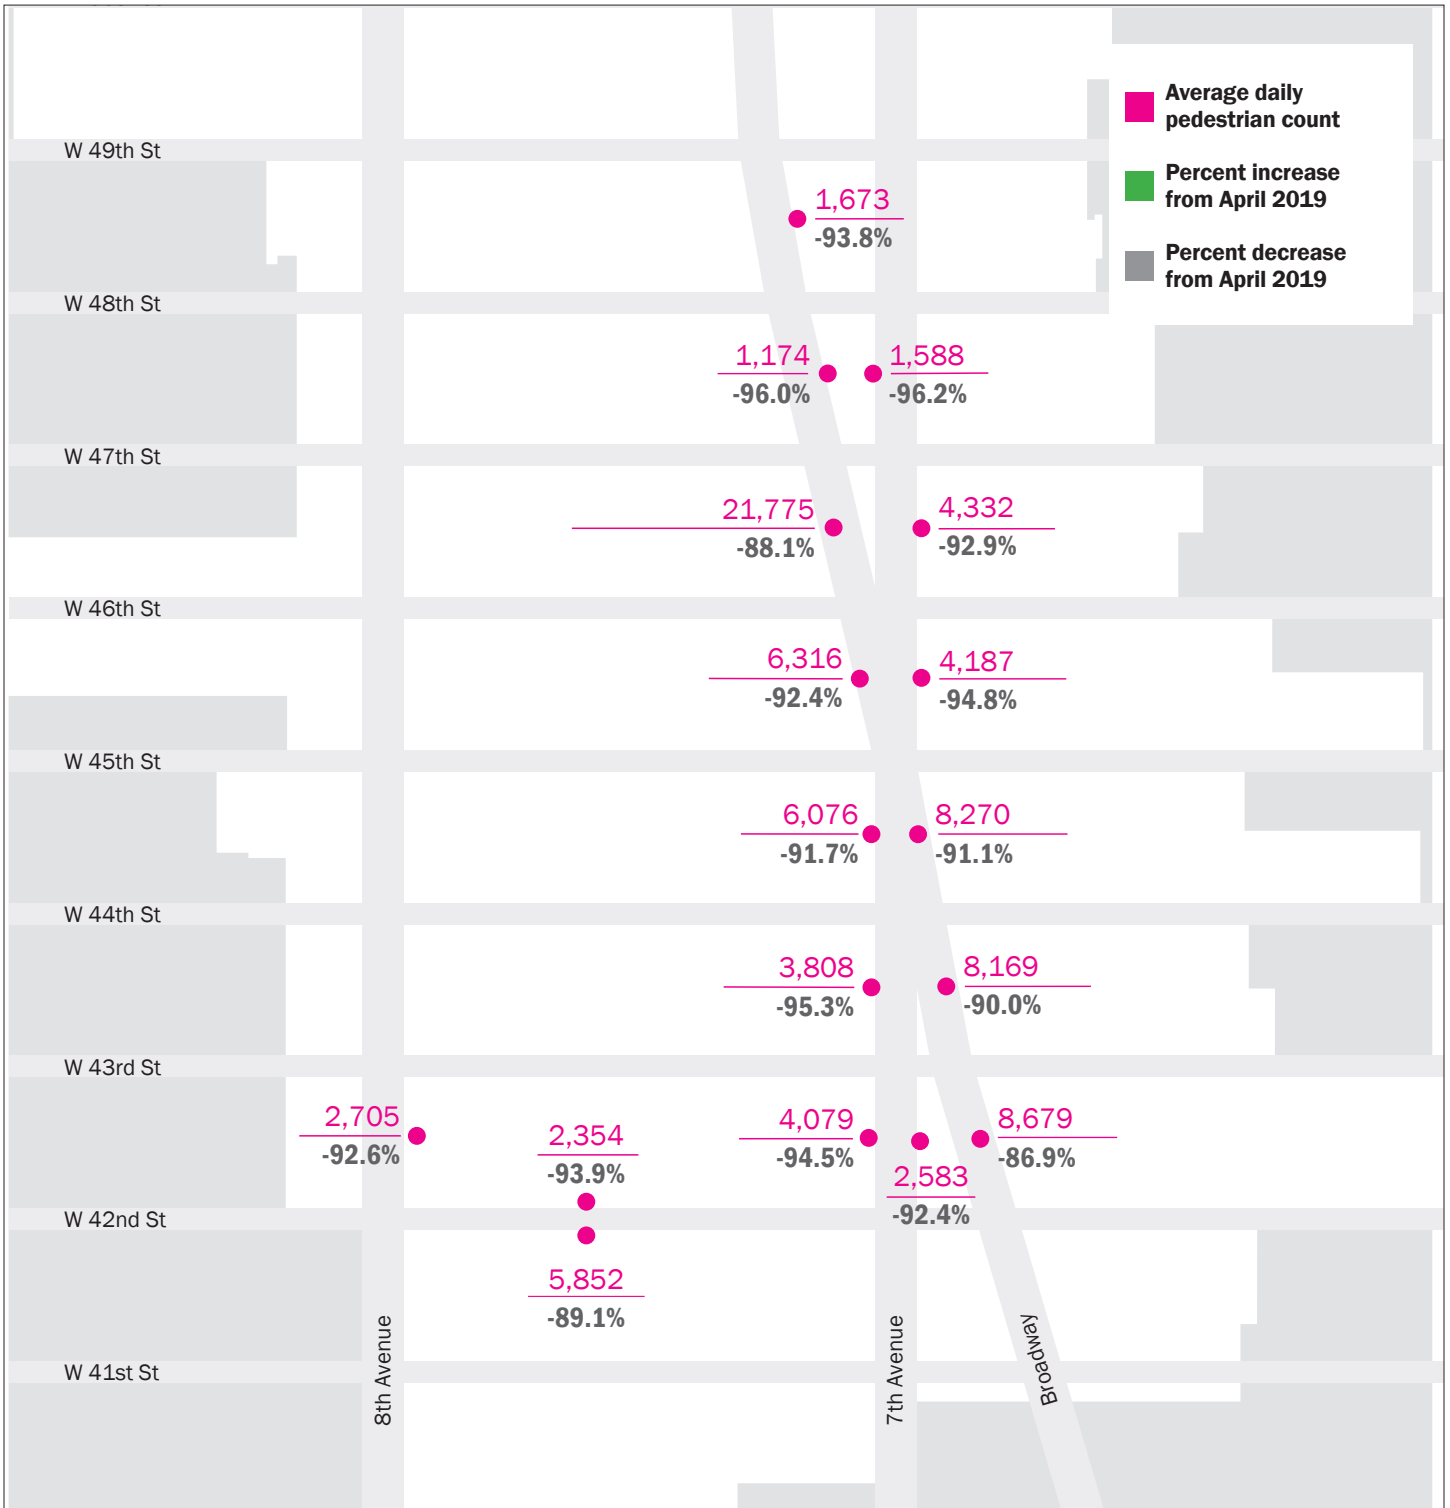 Average daily
pedestrian count
Percent increase
from April 2019
Percent decrease
from April 2019
W 49th St
1,673
-93.8%
W 48th St
1,174
-96.0%
1,588
-96.2%
W 47th St
21,775
-88.1%
4,332
-92.9%
W 46th St
6,316
-92.4%
4,187
-94.8%
W 45th St
6,076
-91.7%
8,270
-91.1%
W 44th St
3,808
-95.3%
8,169
-90.0%
W 43rd St
2,705
-92.6%
2,354
-93.9%
4,079
-94.5%
2,583
-92.4%
8,679
-86.9%
W 42nd St
5,852
-89.1%
W 41st St
8th Avenue
7th Avenue
Broadway